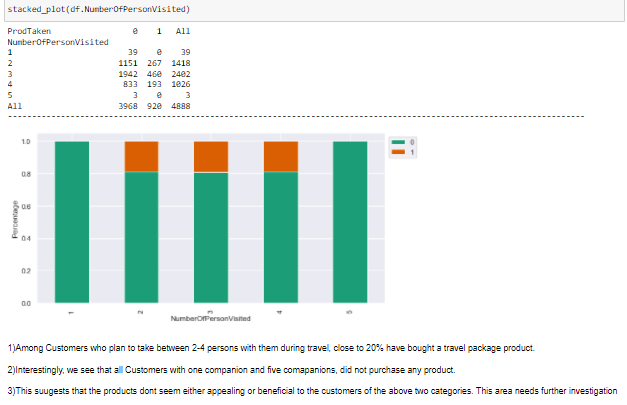 stacked_plot(df.NumberOfPersonVisited)
ProdTaken 0 1 All
NumberOfPersonVisited
1 39 0 39
2 1151 267 1418
3 1942 460 2402
4 833 193 1026
5 3 0 3
All 3968 920 4888
1.0
0.8
0.6
0.4
0.2
0.0
Percentage
1 2 3 4 5
NumberOfPersonVisited
0
1
1)Among Customers who plan to take between 2-4 persons with them during travel, close to 20% have bought a travel package product.
2)Interestingly, we see that all Customers with one companion and five comapanions, did not purchase any product.
3)This suugests that the products dont seem either appealing or beneficial to the customers of the above two categories. This area needs further investigation